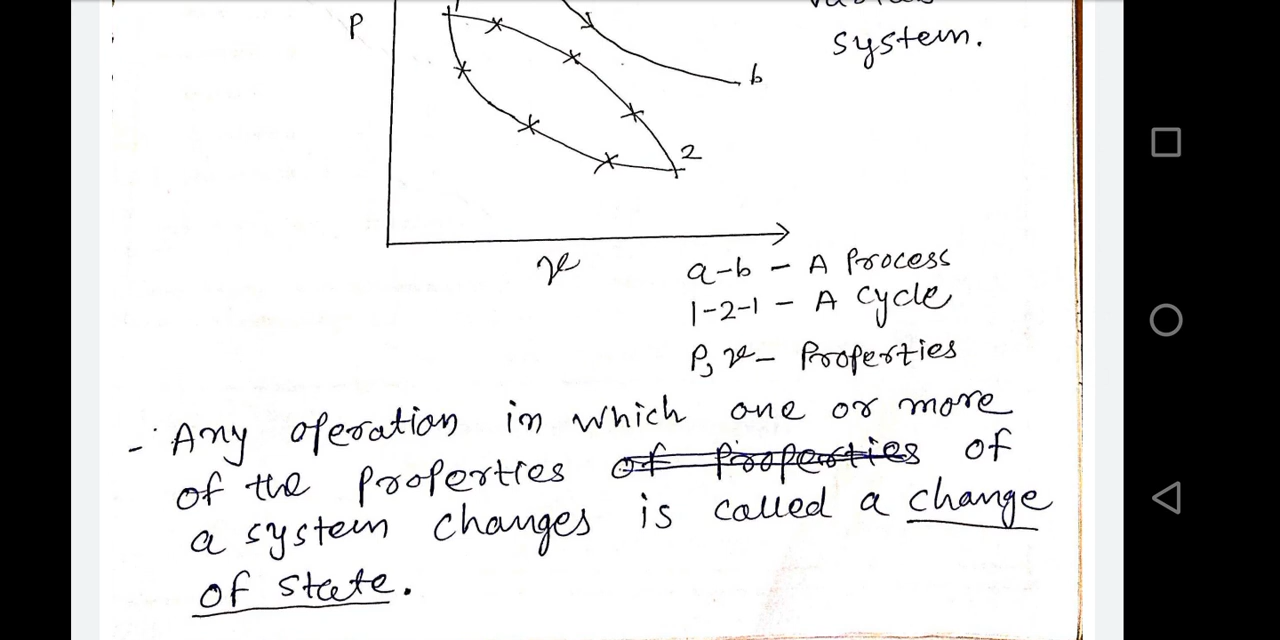 P
system.
b
2
v
a-b - A Process
1-2-1 - A Cycle
P, v - Properties
- Any operation in which one or more
of the properties of properties of
a system changes is called a change
of state.